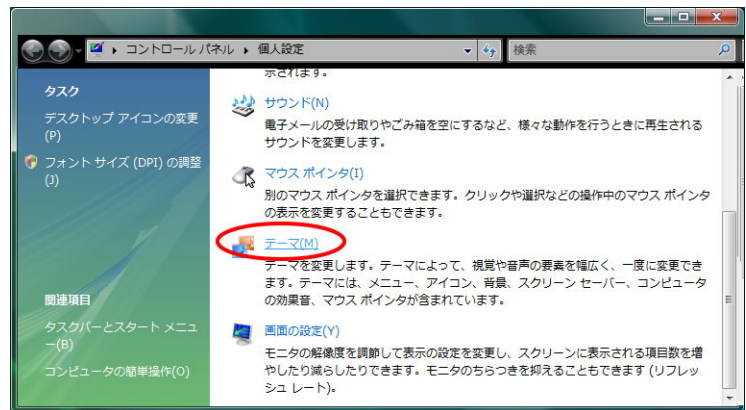 コントロール パネル ▸ 個人設定
検索
タスク
デスクトップ アイコンの変更
(P)
フォント サイズ (DPI) の調整
(J)
関連項目
タスクバーとスタート メニュ
ー(B)
コンピュータの簡単操作(O)
示されます。
サウンド(N)
電子メールの受け取りやごみ箱を空にするなど、様々な動作を行うときに再生される
サウンドを変更します。
マウス ポインタ(I)
別のマウス ポインタを選択できます。クリックや選択などの操作中のマウス ポインタ
の表示を変更することもできます。
テーマ(M)
テーマを変更します。テーマによって、視覚や音声の要素を幅広く、一度に変更でき
ます。テーマには、メニュー、アイコン、背景、スクリーン セーバー、コンピュータ
の効果音、マウス ポインタが含まれています。
画面の設定(Y)
モニタの解像度を調節して表示の設定を変更し、スクリーンに表示される項目数を増
やしたり減らしたりできます。モニタのちらつきを抑えることもできます (リフレッ
シュ レート)。